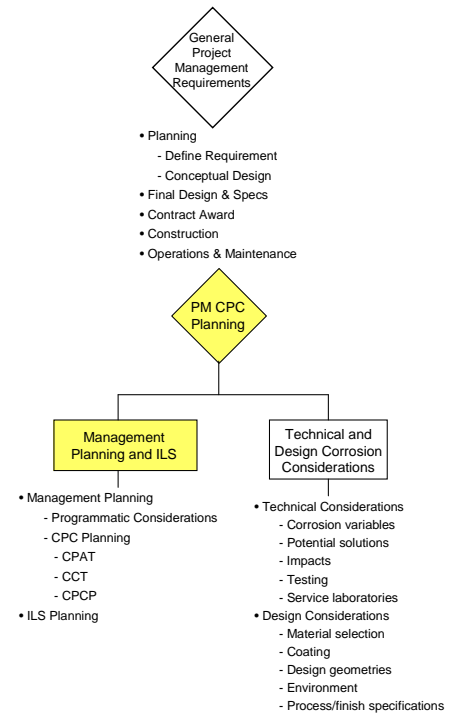 General
Project
Management
Requirements
• Planning
- Define Requirement
- Conceptual Design
• Final Design & Specs
• Contract Award
• Construction
• Operations & Maintenance
PM CPC
Planning
Management
Planning and ILS
• Management Planning
- Programmatic Considerations
- CPC Planning
- CPAT
- CCT
- CPCP
• ILS Planning
Technical and
Design Corrosion
Considerations
• Technical Considerations
- Corrosion variables
- Potential solutions
- Impacts
- Testing
- Service laboratories
• Design Considerations
- Material selection
- Coating
- Design geometries
- Environment
- Process/finish specifications